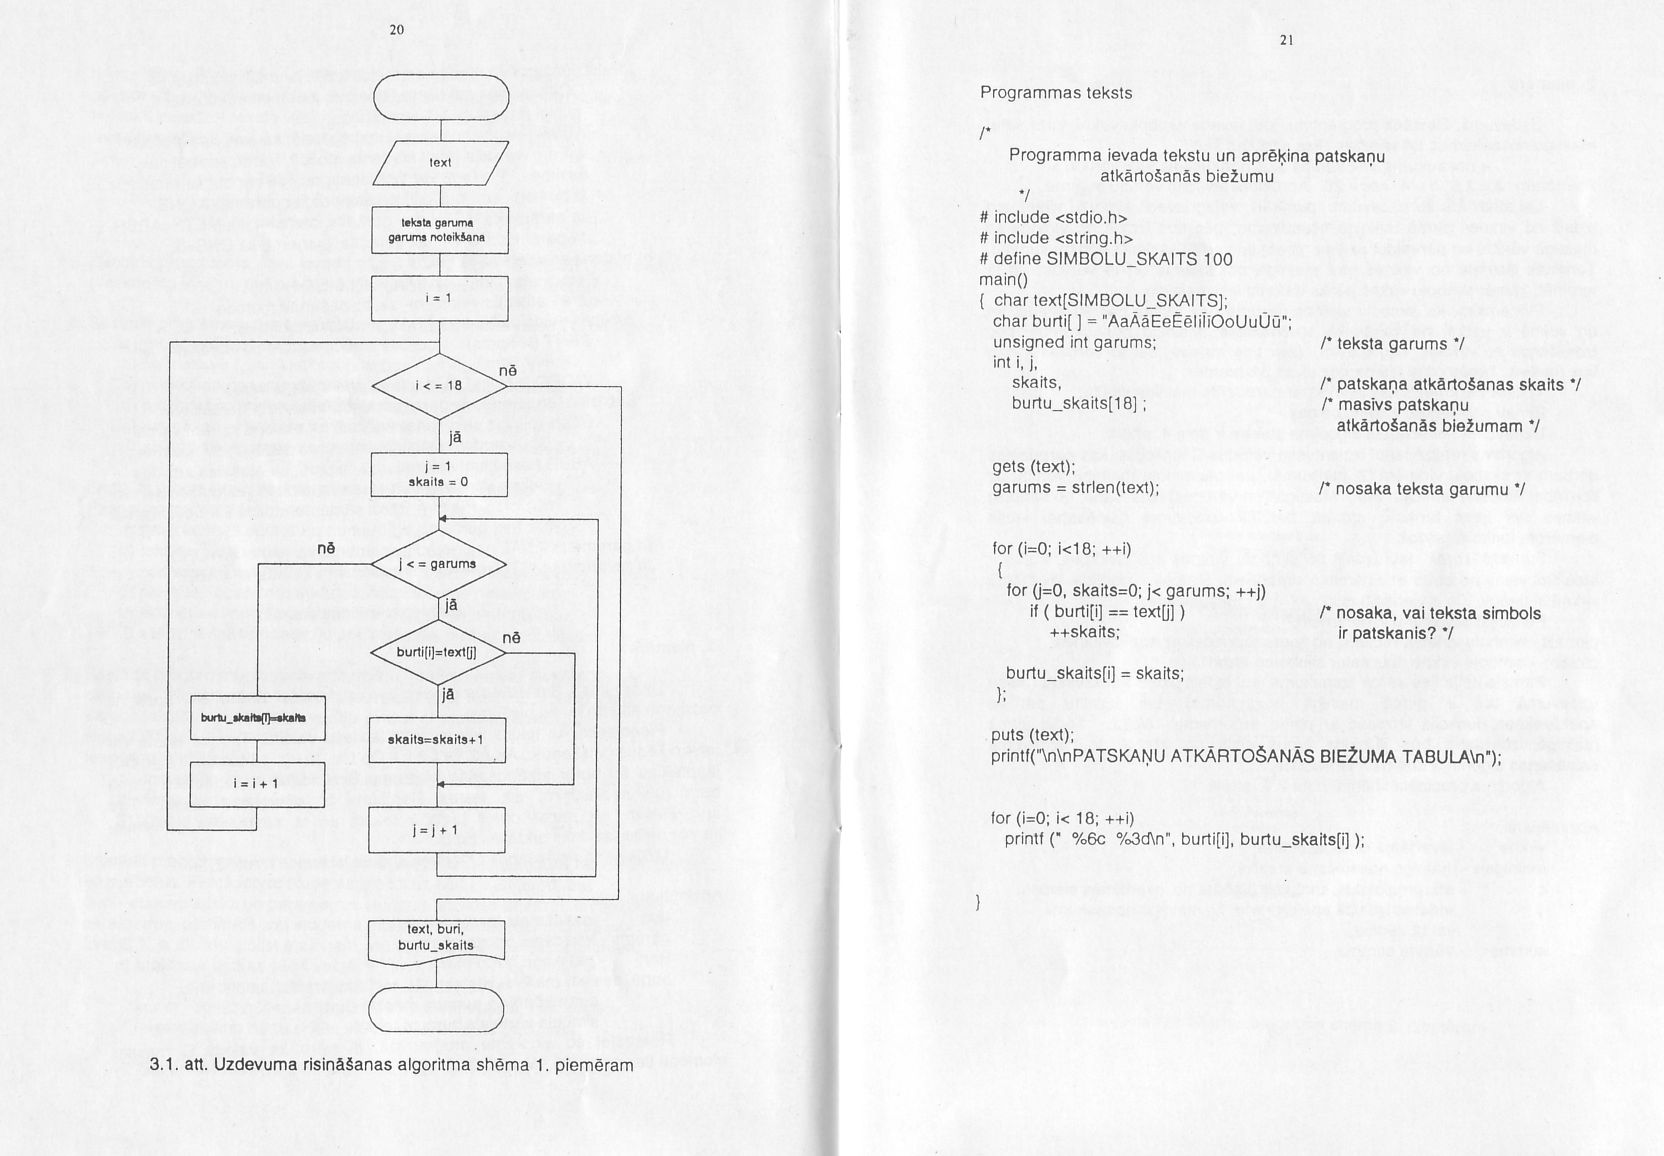 20
text
teksta garuma
garums noteikšana
i = 1
i < = 18
nē
jā
j = 1
skaits = 0
nē
j < = garums
jā
burti[i]=text[j]
nē
jā
burtu_skaits[i]=skaits
skaits=skaits+1
i = i + 1
j = j + 1
text, buri,
burtu_skaits
3.1. att. Uzdevuma risināšanas algoritma shēma 1. piemēram
21
Programmas teksts
/*
Programma ievada tekstu un aprēķina patskaņu
atkārtošanās biežumu
*/
# include <stdio.h>
# include <string.h>
# define SIMBOLU_SKAITS 100
main()
{ char text[SIMBOLU_SKAITS];
char burti[ ] = "AaĀāEeĒēIiĪīOoUuŪū";
unsigned int garums; /* teksta garums */
int i, j,
skaits, /* patskaņa atkārtošanas skaits */
burtu_skaits[18] ; /* masīvs patskaņu
atkārtošanās biežumam */
gets (text);
garums = strlen(text); /* nosaka teksta garumu */
for (i=0; i<18; ++i)
{
for (j=0, skaits=0; j< garums; ++j)
if ( burti[i] == text[j] ) /* nosaka, vai teksta simbols
++skaits; ir patskanis? */
burtu_skaits[i] = skaits;
};
puts (text);
printf("\n\nPATSKAŅU ATKĀRTOŠANĀS BIEŽUMA TABULA\n");
for (i=0; i< 18; ++i)
printf (" %6c %3d\n", burti[i], burtu_skaits[i] );
}